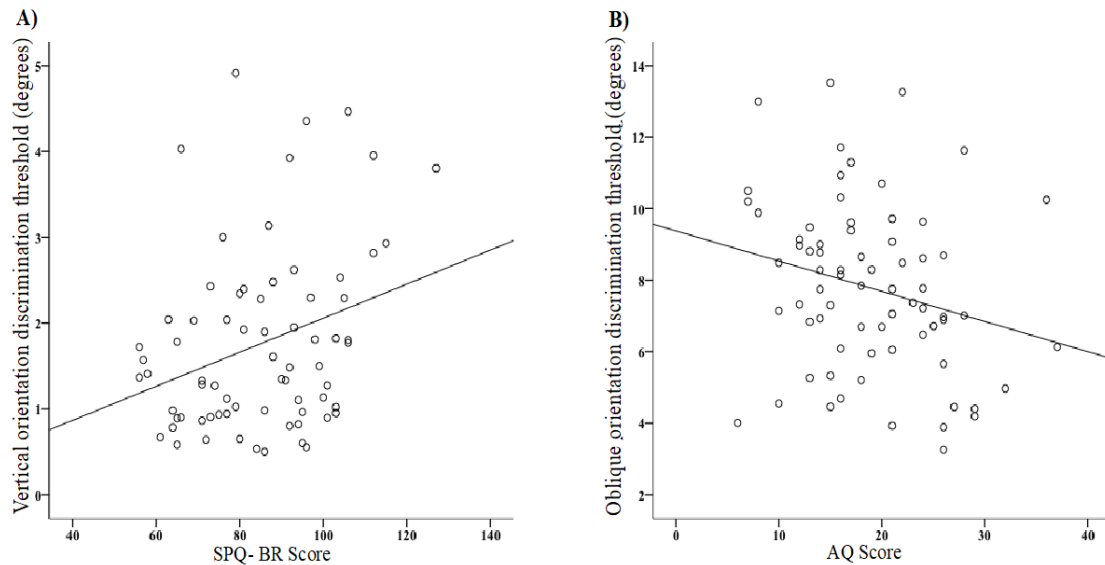 A)
Vertical orientation discrimination threshold (degrees)
5
4
3
2
1
0
40 60 80 100 120 140
SPQ- BR Score
B)
Oblique orientation discrimination threshold (degrees)
14
12
10
8
6
4
2
0 10 20 30 40
AQ Score